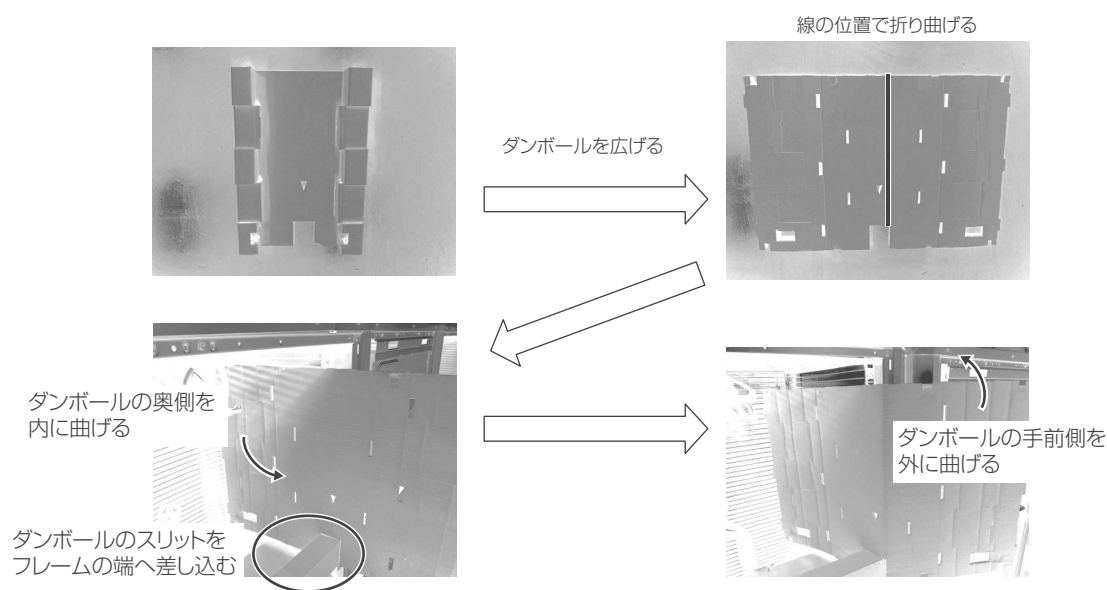 線の位置で折り曲げる
ダンボールを広げる
ダンボールの奥側を
内に曲げる
ダンボールのスリットを
フレームの端へ差し込む
ダンボールの手前側を
外に曲げる